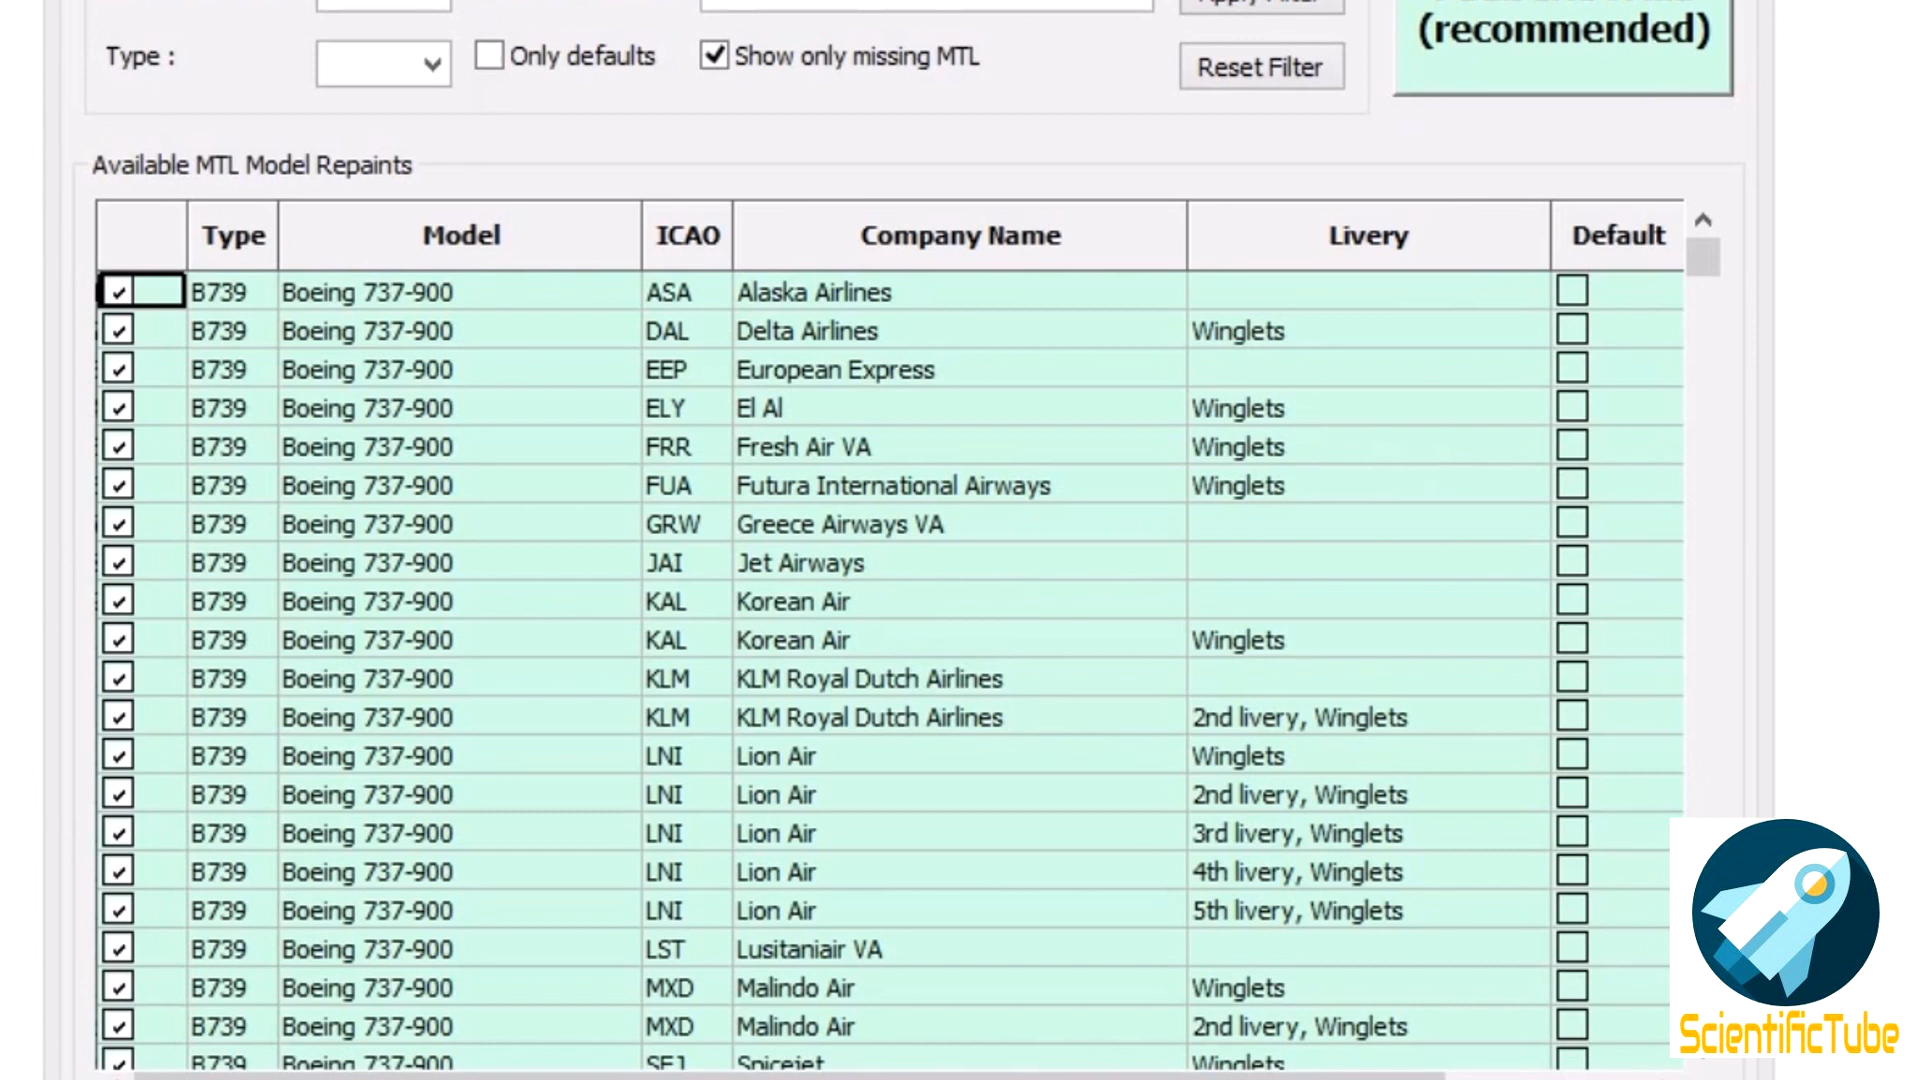 Apply Filter
(recommended)
Type :
Only defaults
Show only missing MTL
Reset Filter
Available MTL Model Repaints
Type Model ICAO Company Name Livery Default
B739 Boeing 737-900 ASA Alaska Airlines
B739 Boeing 737-900 DAL Delta Airlines Winglets
B739 Boeing 737-900 EEP European Express
B739 Boeing 737-900 ELY El Al Winglets
B739 Boeing 737-900 FRR Fresh Air VA Winglets
B739 Boeing 737-900 FUA Futura International Airways Winglets
B739 Boeing 737-900 GRW Greece Airways VA
B739 Boeing 737-900 JAI Jet Airways
B739 Boeing 737-900 KAL Korean Air
B739 Boeing 737-900 KAL Korean Air Winglets
B739 Boeing 737-900 KLM KLM Royal Dutch Airlines
B739 Boeing 737-900 KLM KLM Royal Dutch Airlines 2nd livery, Winglets
B739 Boeing 737-900 LNI Lion Air Winglets
B739 Boeing 737-900 LNI Lion Air 2nd livery, Winglets
B739 Boeing 737-900 LNI Lion Air 3rd livery, Winglets
B739 Boeing 737-900 LNI Lion Air 4th livery, Winglets
B739 Boeing 737-900 LNI Lion Air 5th livery, Winglets
B739 Boeing 737-900 LST Lusitaniair VA
B739 Boeing 737-900 MXD Malindo Air Winglets
B739 Boeing 737-900 MXD Malindo Air 2nd livery, Winglets
B739 Boeing 737-900 SEJ Spicejet Winglets
ScientificTube